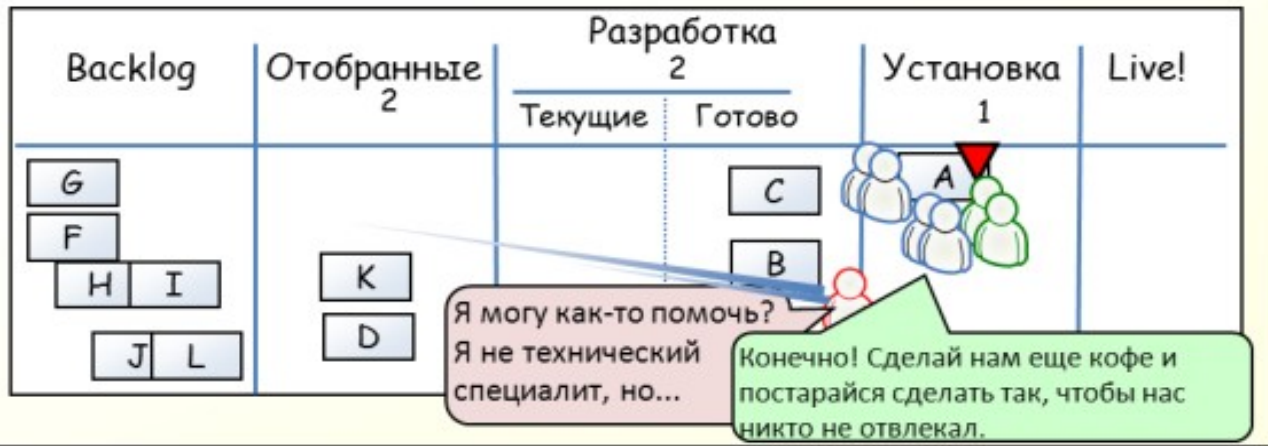 Разработка
Backlog
Отобранные
2
Установка
Live!
2
Текущие
Готово
1
G
C
A
F
B
H
I
K
J
L
D
Я могу как-то помочь?
Я не технический
специалит, но...
Конечно! Сделай нам еще кофе и
постарайся сделать так, чтобы нас
никто не отвлекал.